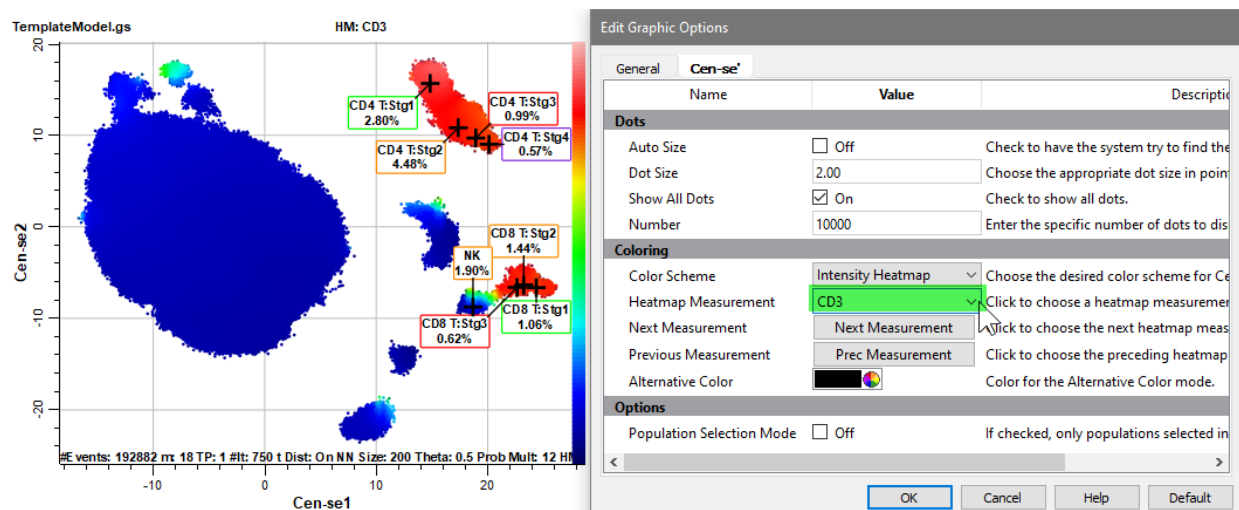 TemplateModel.gs
HM: CD3
20
10
0
-10
-20
Cen-se2
CD4 T:Stg1
2.80%
CD4 T:Stg3
0.99%
CD4 T:Stg4
0.57%
CD4 T:Stg2
4.48%
CD8 T:Stg2
1.44%
NK
1.90%
CD8 T:Stg1
1.06%
CD8 T:Stg3
0.62%
#Events: 192882 m: 18 TP: 1 #It: 750 t Dist: On NN Size: 200 Theta: 0.5 Prob Mult: 12
-10
0
10
20
Cen-se1
Edit Graphic Options
General Cen-se'
Name Value Descriptio
Dots
Auto Size Off Check to have the system try to find the
Dot Size 2.00 Choose the appropriate dot size in poin
Show All Dots On Check to show all dots.
Number 10000 Enter the specific number of dots to dis
Coloring
Color Scheme Intensity Heatmap Choose the desired color scheme for Ce
Heatmap Measurement CD3 Click to choose a heatmap measuremen
Next Measurement Next Measurement Click to choose the next heatmap meas
Previous Measurement Prec Measurement Click to choose the preceding heatmap
Alternative Color Color for the Alternative Color mode.
Options
Population Selection Mode Off If checked, only populations selected in
OK Cancel Help Default